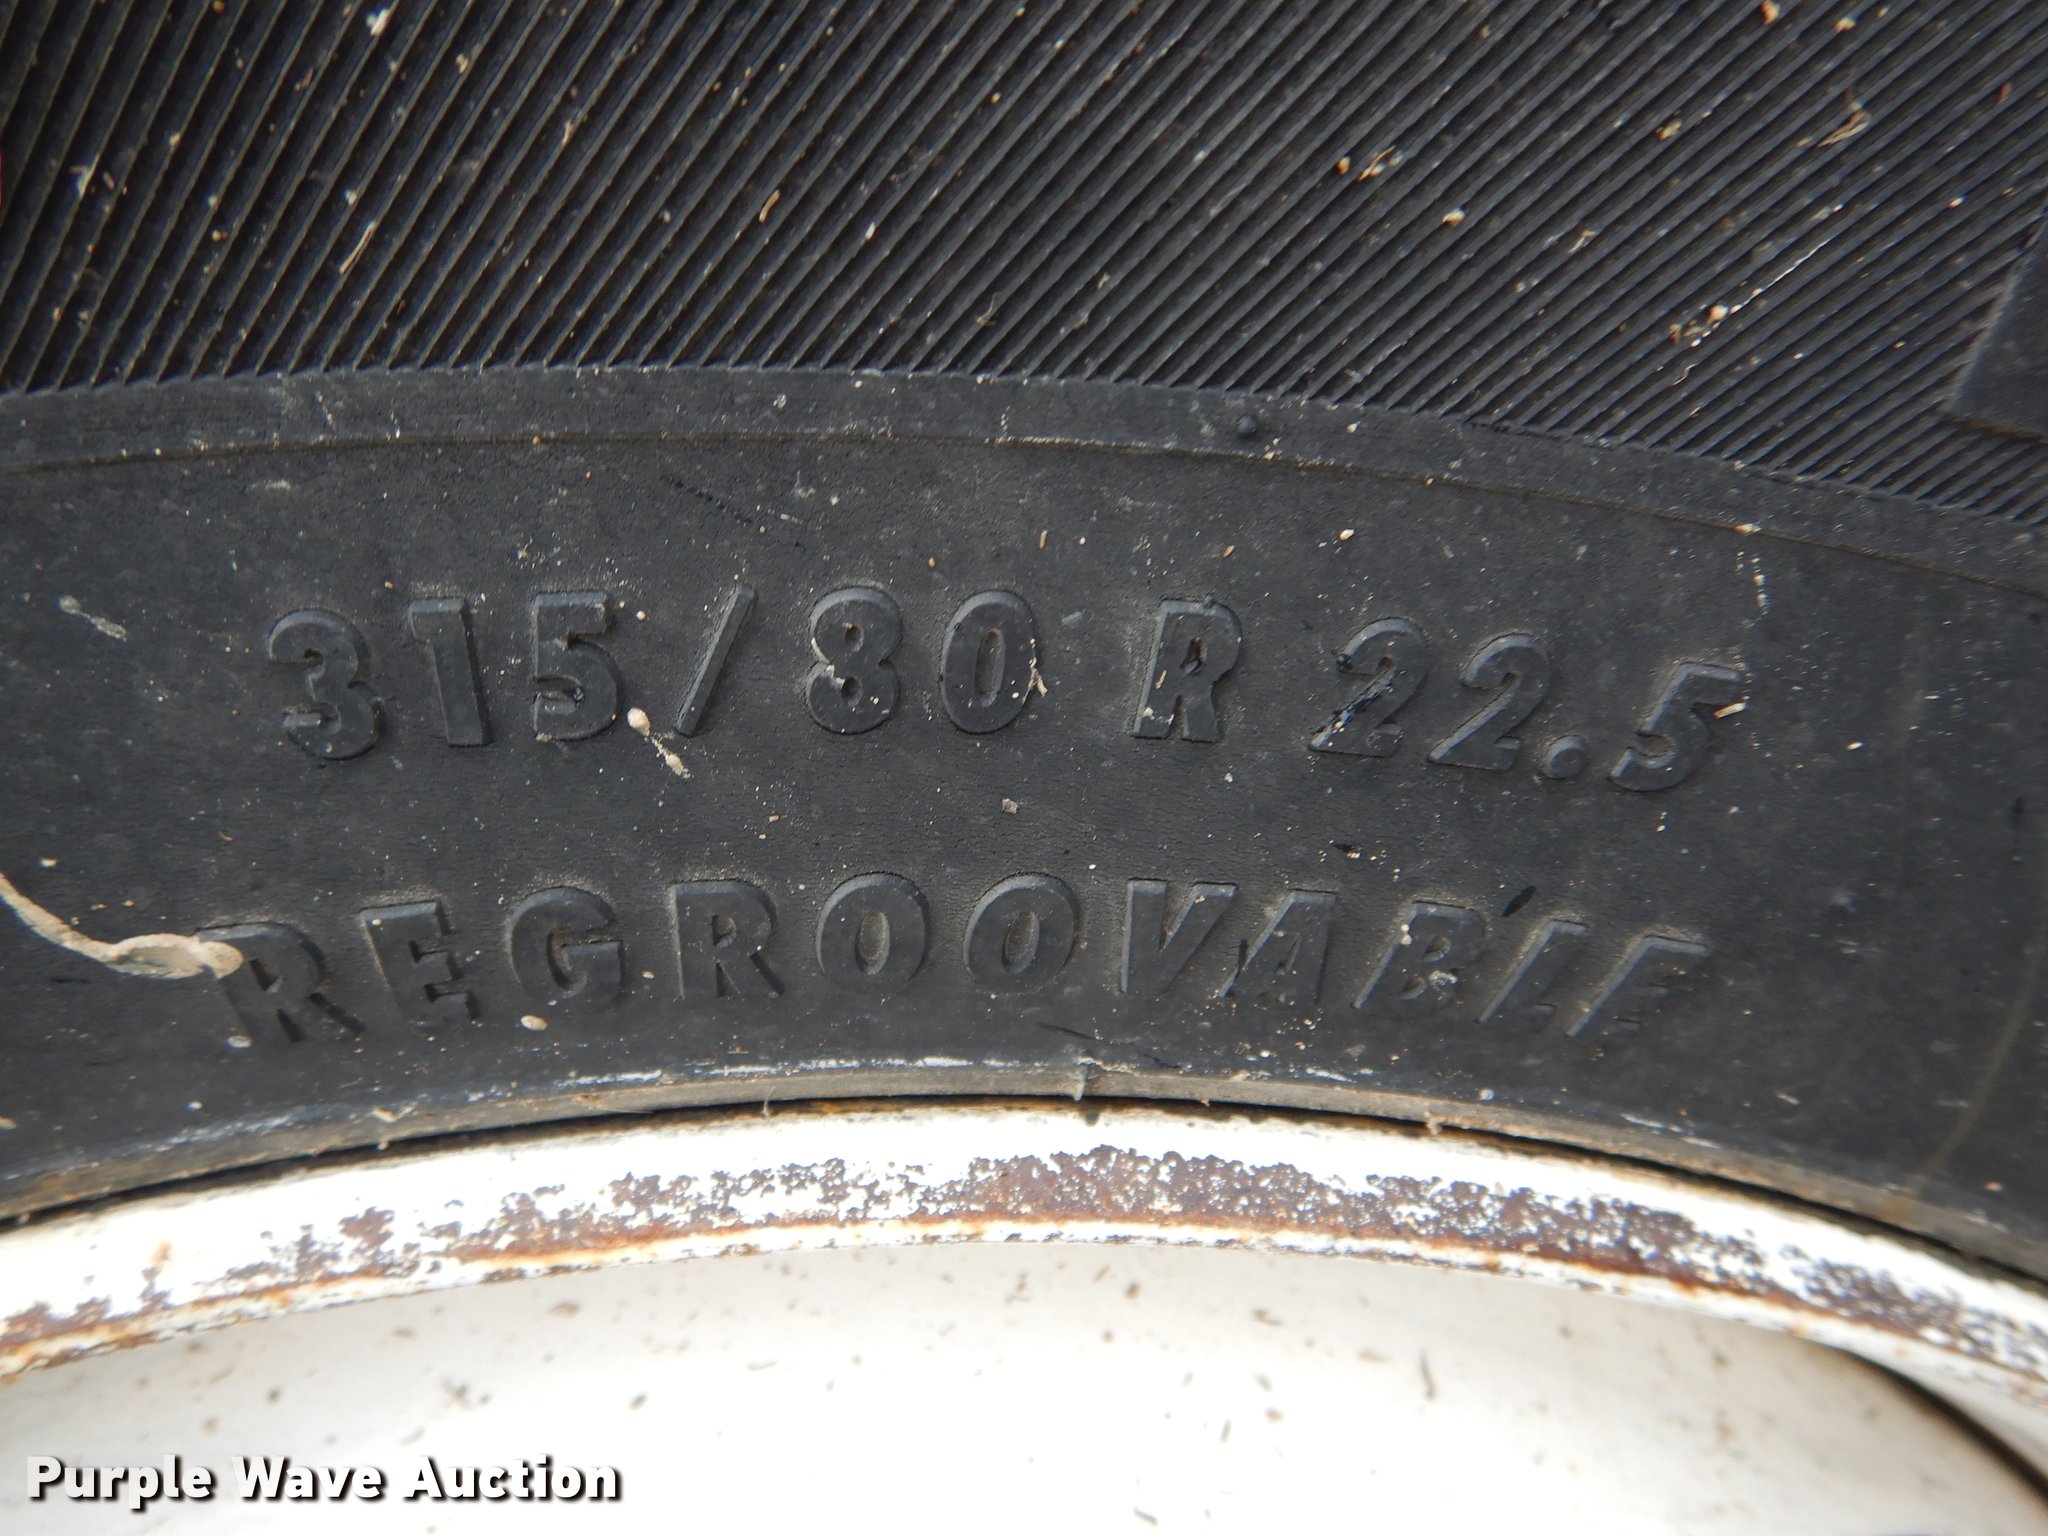 315/80 R 22.5
REGROOVABLE
Purple Wave Auction